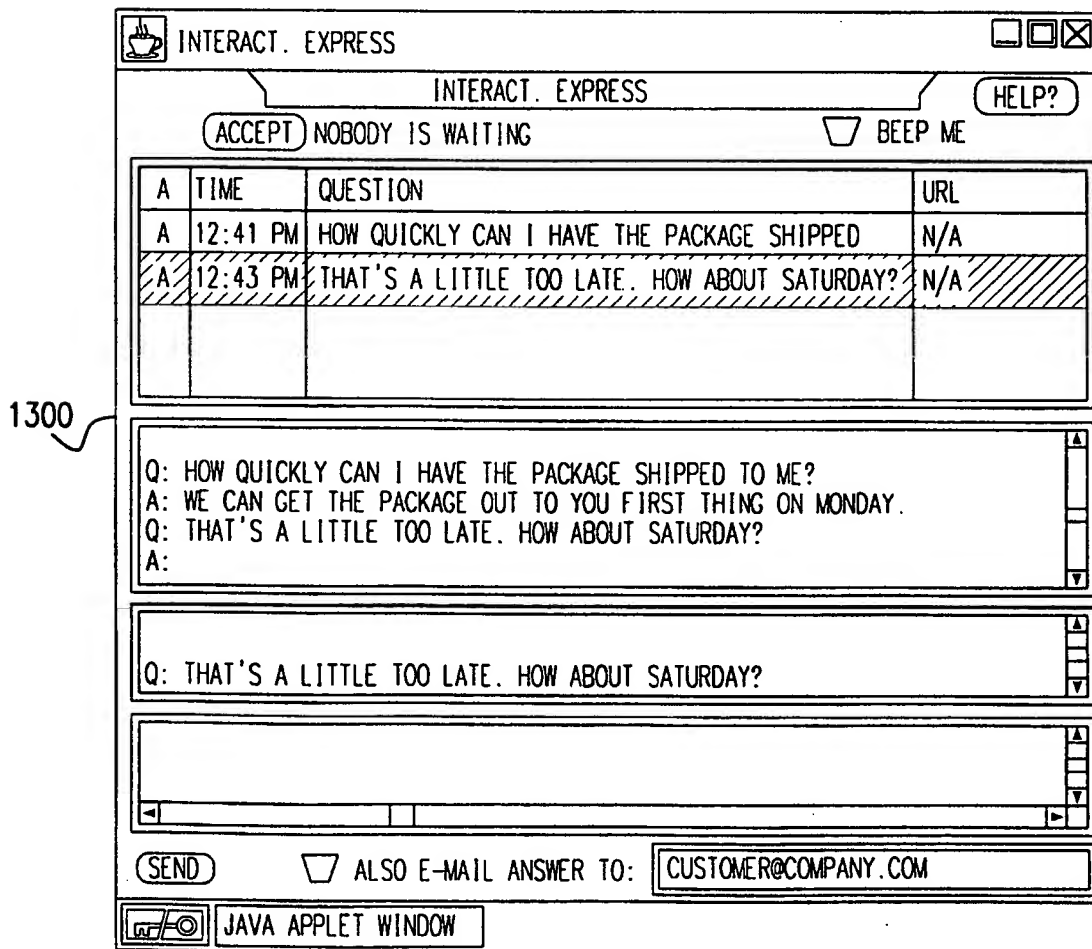 INTERACT. EXPRESS
INTERACT. EXPRESS
HELP?
ACCEPT NOBODY IS WAITING BEEP ME
A TIME QUESTION URL
A 12:41 PM HOW QUICKLY CAN I HAVE THE PACKAGE SHIPPED N/A
A 12:43 PM THAT'S A LITTLE TOO LATE. HOW ABOUT SATURDAY? N/A
1300
Q: HOW QUICKLY CAN I HAVE THE PACKAGE SHIPPED TO ME?
A: WE CAN GET THE PACKAGE OUT TO YOU FIRST THING ON MONDAY.
Q: THAT'S A LITTLE TOO LATE. HOW ABOUT SATURDAY?
A:
Q: THAT'S A LITTLE TOO LATE. HOW ABOUT SATURDAY?
SEND ALSO E-MAIL ANSWER TO: CUSTOMER@COMPANY.COM
JAVA APPLET WINDOW